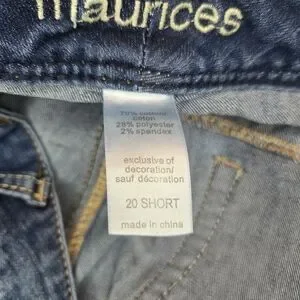 maurices
70% cotton/
coton
28% polyester
2% spandex
exclusive of
decoration/
sauf décoration
20 SHORT
made in china